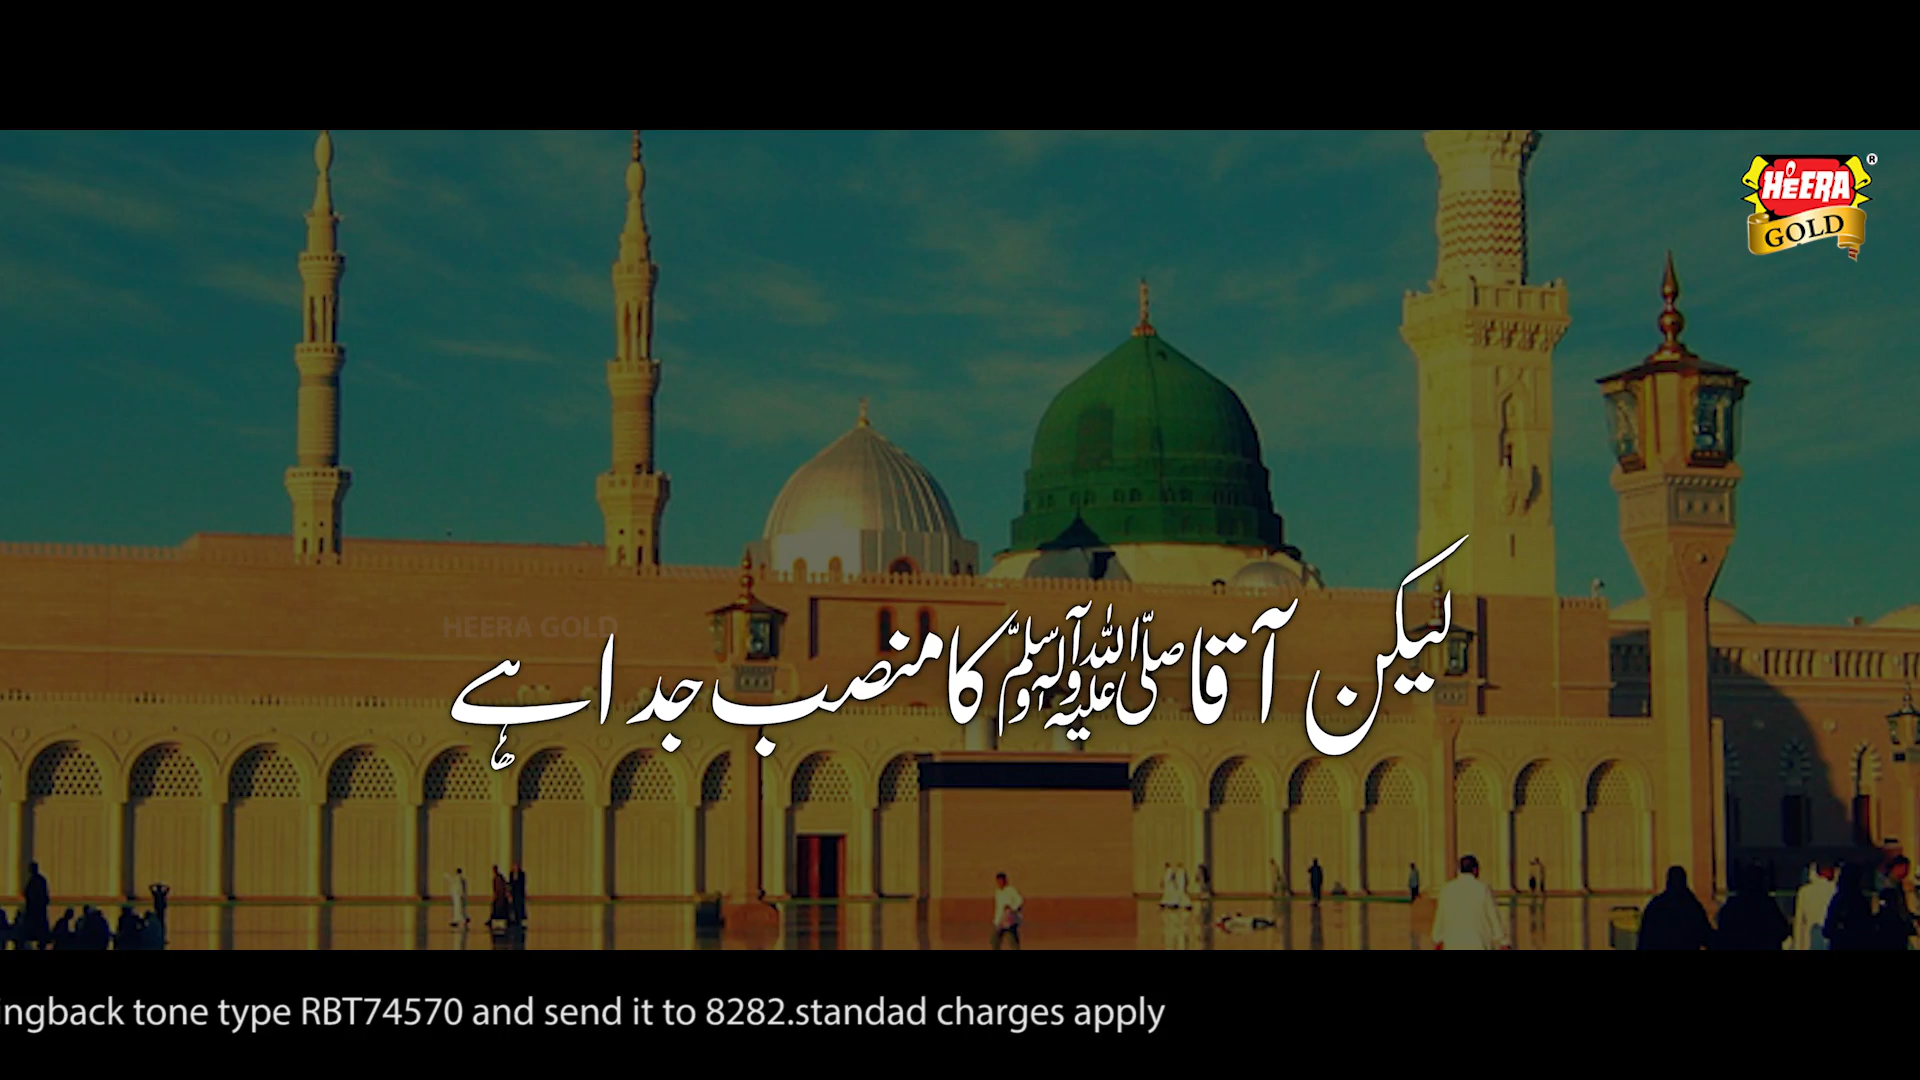 HEERA
GOLD
®
HEERA GOLD
لیکن آقا صلی اللہ علیہ وآلہ وسلم کا منصب جدا ہے
ingback tone type RBT74570 and send it to 8282.standad charges apply